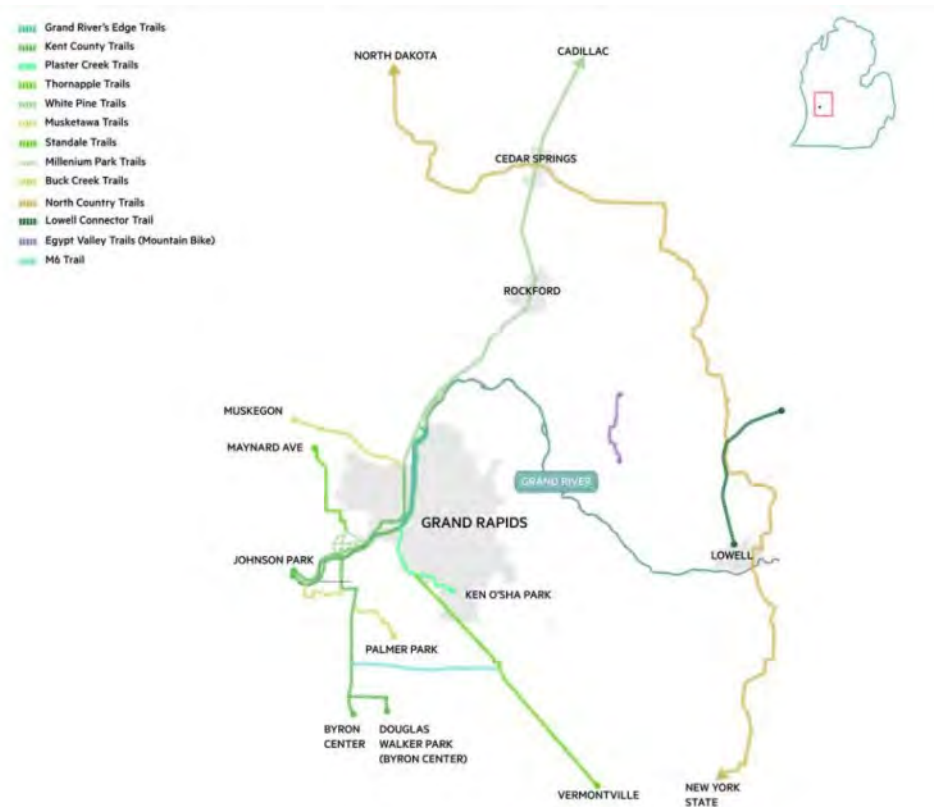 Grand River's Edge Trails
Kent County Trails
Plaster Creek Trails
Thornapple Trails
White Pine Trails
Musketawa Trails
Standale Trails
Millenium Park Trails
Buck Creek Trails
North Country Trails
Lowell Connector Trail
Egypt Valley Trails (Mountain Bike)
M6 Trail
NORTH DAKOTA
CADILLAC
CEDAR SPRINGS
ROCKFORD
MUSKEGON
MAYNARD AVE
GRAND RIVER
GRAND RAPIDS
JOHNSON PARK
LOWELL
KEN O'SHA PARK
PALMER PARK
BYRON
CENTER
DOUGLAS
WALKER PARK
(BYRON CENTER)
VERMONTVILLE
NEW YORK
STATE